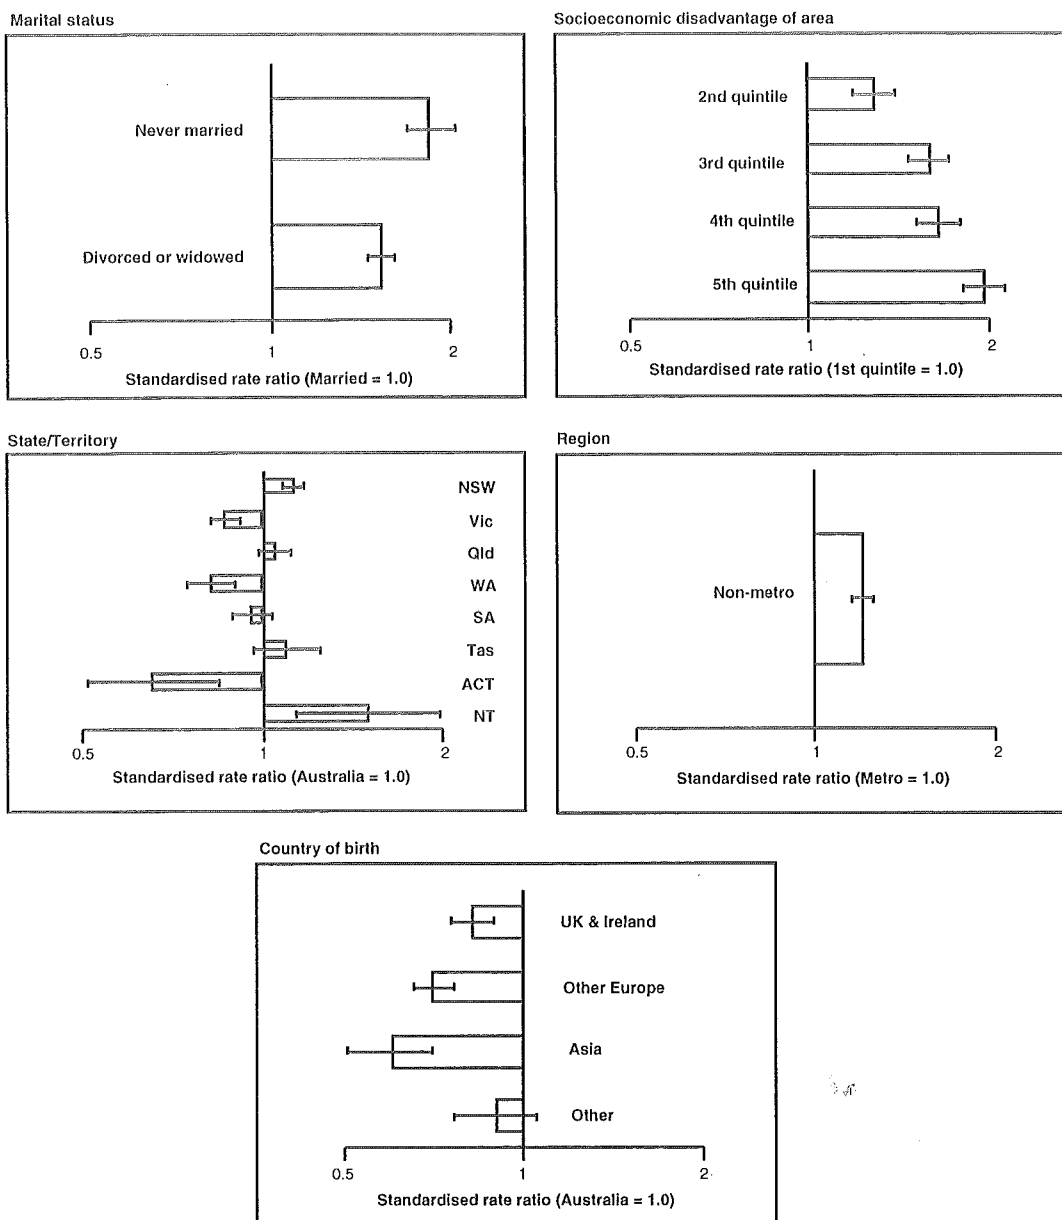 Marital status
Never married
Divorced or widowed
0.5 1 2
Standardised rate ratio (Married = 1.0)
Socioeconomic disadvantage of area
2nd quintile
3rd quintile
4th quintile
5th quintile
0.5 1 2
Standardised rate ratio (1st quintile = 1.0)
State/Territory
NSW
Vic
Qld
WA
SA
Tas
ACT
NT
0.5 1 2
Standardised rate ratio (Australia = 1.0)
Region
Non-metro
0.5 1 2
Standardised rate ratio (Metro = 1.0)
Country of birth
UK & Ireland
Other Europe
Asia
Other
0.5 1 2
Standardised rate ratio (Australia = 1.0)